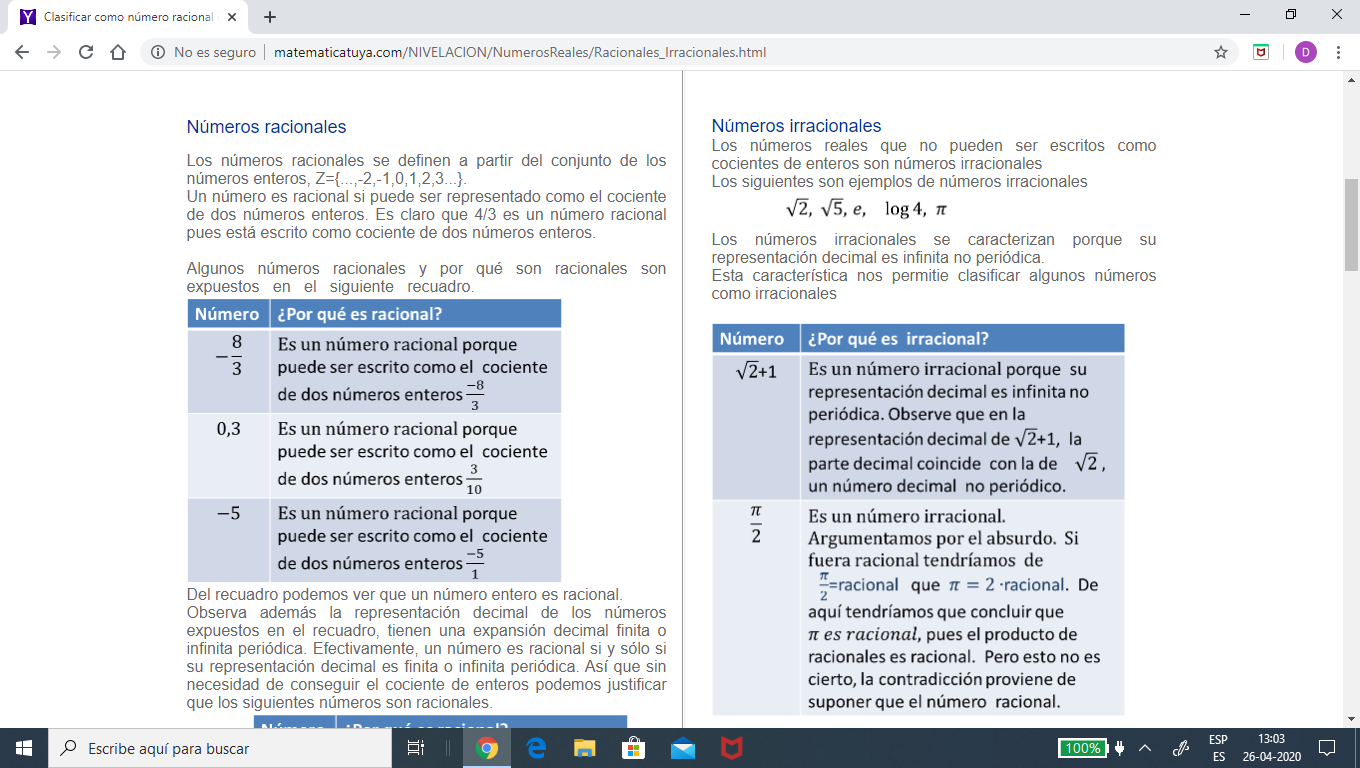 Clasificar como número racional
No es seguro | matematicatuya.com/NIVELACION/NumerosReales/Racionales_Irracionales.html
D
Números racionales
Los números racionales se definen a partir del conjunto de los
números enteros, Z={...,-2,-1,0,1,2,3...}.
Un número es racional si puede ser representado como el cociente
de dos números enteros. Es claro que 4/3 es un número racional
pues está escrito como cociente de dos números enteros.
Algunos números racionales y por qué son racionales son
expuestos en el siguiente recuadro.
Número ¿Por qué es racional?
−8/3 Es un número racional porque
puede ser escrito como el cociente
de dos números enteros −8/3
0,3 Es un número racional porque
puede ser escrito como el cociente
de dos números enteros 3/10
−5 Es un número racional porque
puede ser escrito como el cociente
de dos números enteros −5/1
Del recuadro podemos ver que un número entero es racional.
Observa además la representación decimal de los números
expuestos en el recuadro, tienen una expansión decimal finita o
infinita periódica. Efectivamente, un número es racional si y sólo si
su representación decimal es finita o infinita periódica. Así que sin
necesidad de conseguir el cociente de enteros podemos justificar
que los siguientes números son racionales.
Número ¿Por qué es racional?
Números irracionales
Los números reales que no pueden ser escritos como
cocientes de enteros son números irracionales
Los siguientes son ejemplos de números irracionales
√2, √5, e, log 4, π
Los números irracionales se caracterizan porque su
representación decimal es infinita no periódica.
Esta característica nos permitie clasificar algunos números
como irracionales
Número ¿Por qué es irracional?
√2+1 Es un número irracional porque su
representación decimal es infinita no
periódica. Observe que en la
representación decimal de √2+1, la
parte decimal coincide con la de √2 ,
un número decimal no periódico.
π/2 Es un número irracional.
Argumentamos por el absurdo. Si
fuera racional tendríamos de
π/2=racional que π = 2 ·racional. De
aquí tendríamos que concluir que
π es racional, pues el producto de
racionales es racional. Pero esto no es
cierto, la contradicción proviene de
suponer que el número racional.
Escribe aquí para buscar
100%
ESP
ES
13:03
26-04-2020